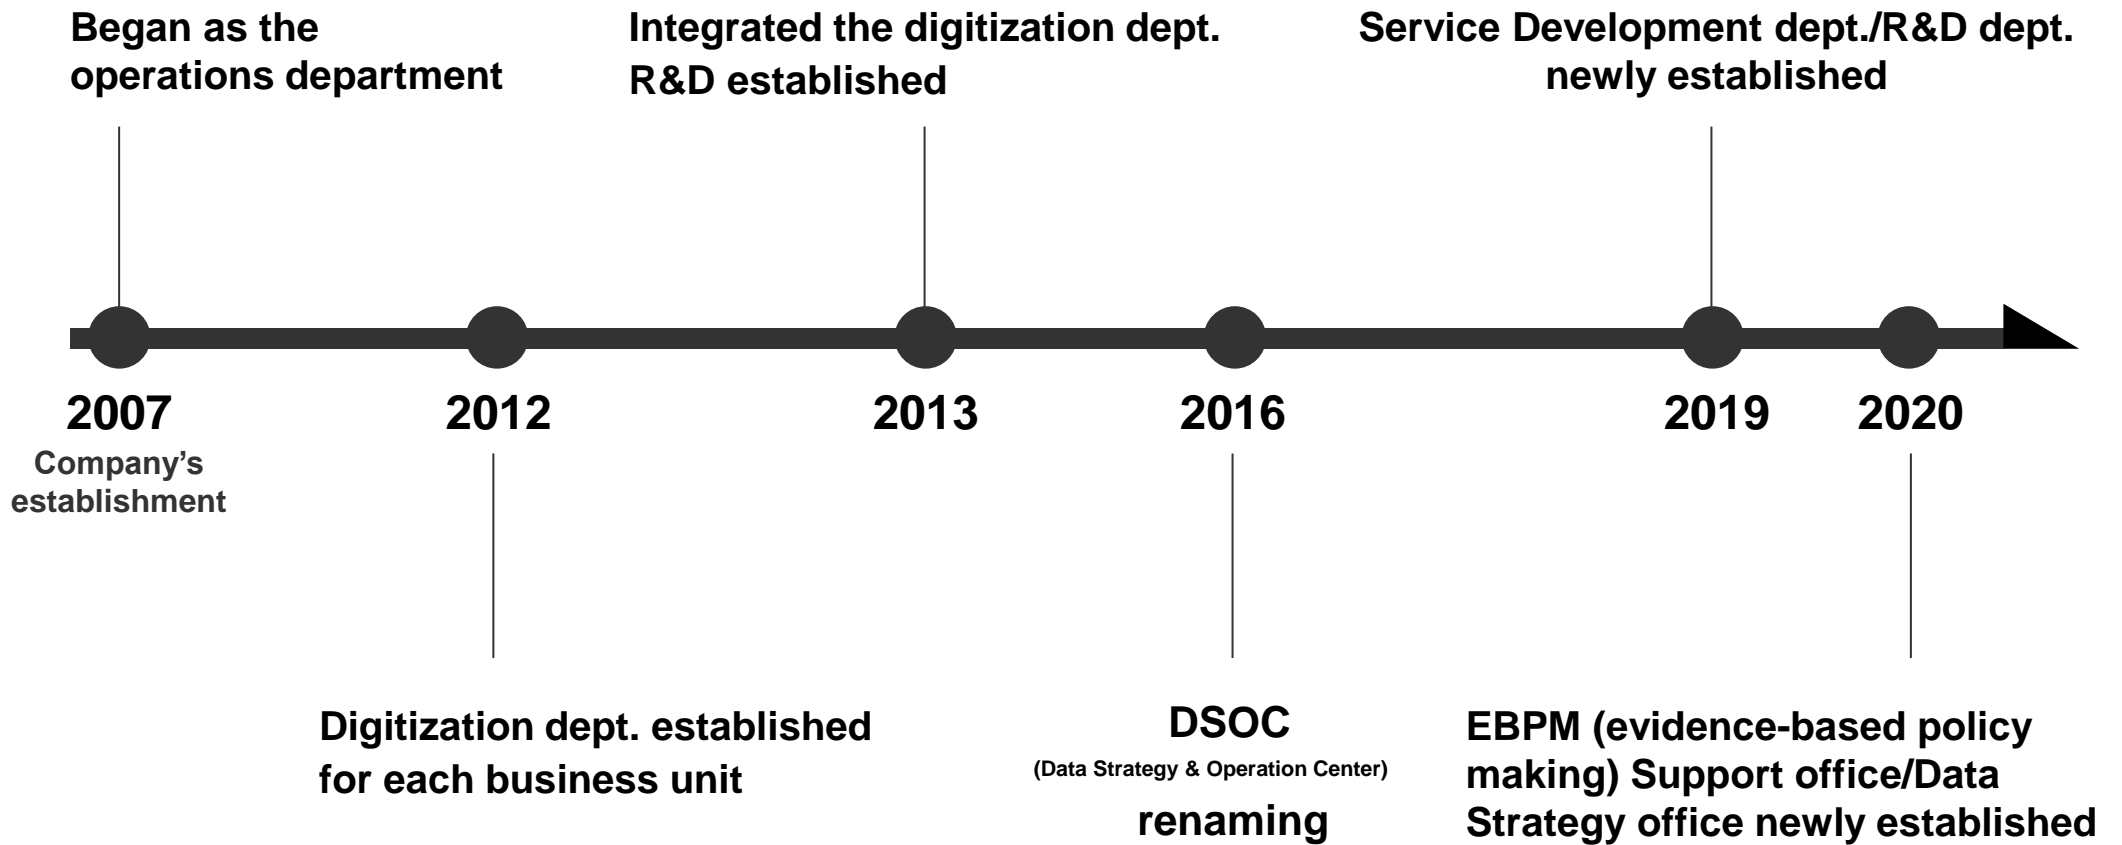 Began as the
operations department
Integrated the digitization dept.
R&D established
Service Development dept./R&D dept.
newly established
2007
Company’s
establishment
2012
2013
2016
2019
2020
Digitization dept. established
for each business unit
DSOC
(Data Strategy & Operation Center)
renaming
EBPM (evidence-based policy
making) Support office/Data
Strategy office newly established